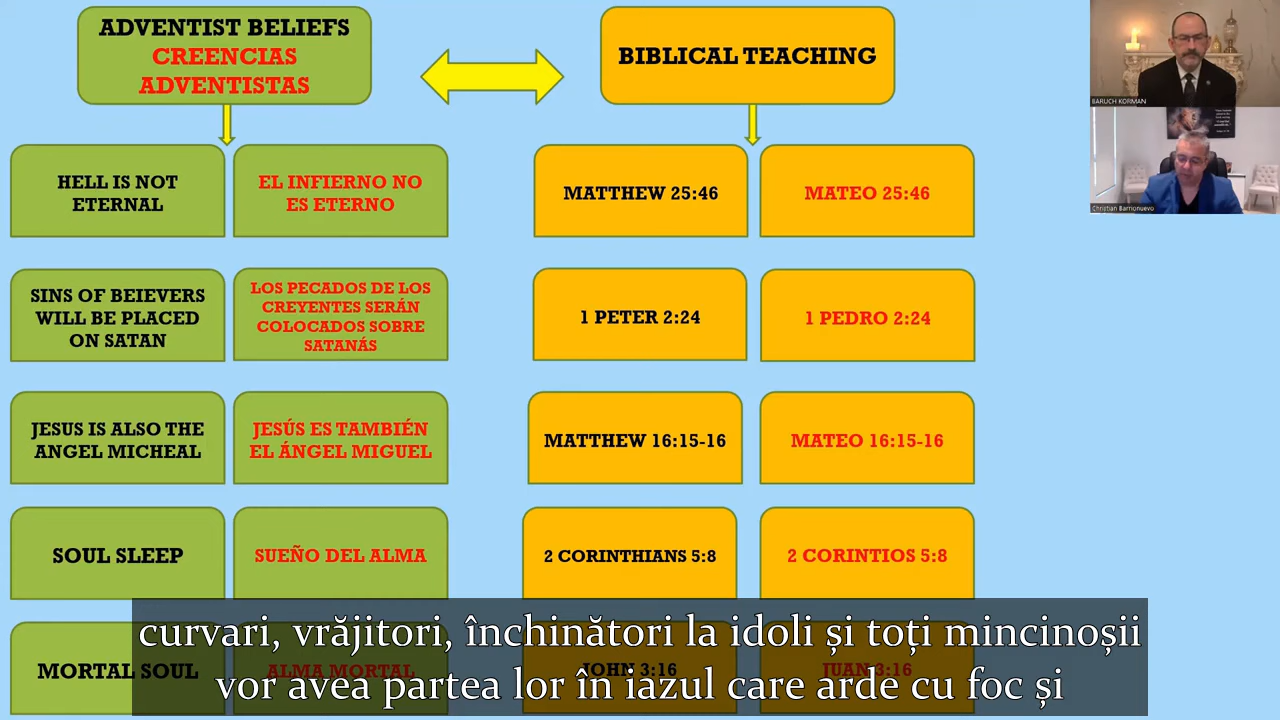 ADVENTIST BELIEFS
CREENCIAS
ADVENTISTAS
BIBLICAL TEACHING
BARUCH KORMAN
Christian Barrionuevo
HELL IS NOT
ETERNAL
EL INFIERNO NO
ES ETERNO
MATTHEW 25:46
MATEO 25:46
SINS OF BEIEVERS
WILL BE PLACED
ON SATAN
LOS PECADOS DE LOS
CREYENTES SERÁN
COLOCADOS SOBRE
SATANÁS
1 PETER 2:24
1 PEDRO 2:24
JESUS IS ALSO THE
ANGEL MICHEAL
JESÚS ES TAMBIÉN
EL ÁNGEL MIGUEL
MATTHEW 16:15-16
MATEO 16:15-16
SOUL SLEEP
SUEÑO DEL ALMA
2 CORINTHIANS 5:8
2 CORINTIOS 5:8
MORTAL SOUL
ALMA MORTAL
JOHN 3:16
JUAN 3:16
curvari, vrăjitori, închinători la idoli și toți mincinoșii
vor avea partea lor în iazul care arde cu foc și